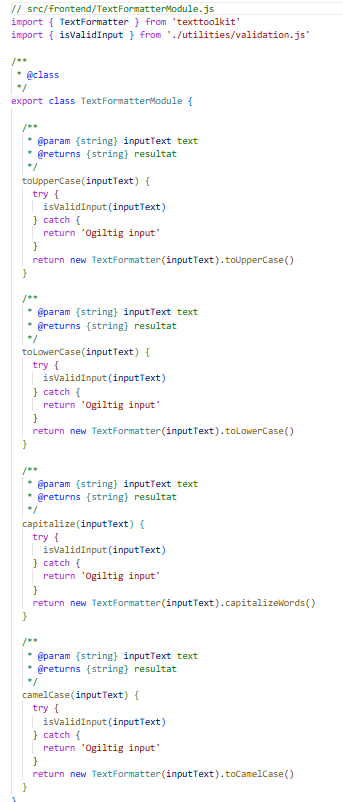 // src/frontend/TextFormatterModule.js
import { TextFormatter } from 'texttoolkit'
import { isValidInput } from './utilities/validation.js'

/**
 * @class
 */
export class TextFormatterModule {

  /**
   * @param {string} inputText text
   * @returns {string} resultat
   */
  toUpperCase(inputText) {
    try {
      isValidInput(inputText)
    } catch {
      return 'Ogiltig input'
    }
    return new TextFormatter(inputText).toUpperCase()
  }

  /**
   * @param {string} inputText text
   * @returns {string} resultat
   */
  toLowerCase(inputText) {
    try {
      isValidInput(inputText)
    } catch {
      return 'Ogiltig input'
    }
    return new TextFormatter(inputText).toLowerCase()
  }

  /**
   * @param {string} inputText text
   * @returns {string} resultat
   */
  capitalize(inputText) {
    try {
      isValidInput(inputText)
    } catch {
      return 'Ogiltig input'
    }
    return new TextFormatter(inputText).capitalizeWords()
  }

  /**
   * @param {string} inputText text
   * @returns {string} resultat
   */
  camelCase(inputText) {
    try {
      isValidInput(inputText)
    } catch {
      return 'Ogiltig input'
    }
    return new TextFormatter(inputText).toCamelCase()
  }
}